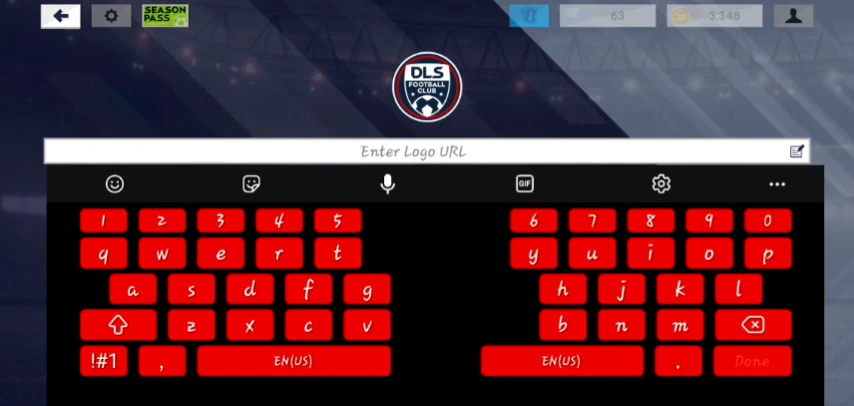 SEASON
PASS
63
3,348
DLS
FOOTBALL
CLUB
Enter Logo URL
GIF
1 2 3 4 5 6 7 8 9 0
q w e r t y u i o p
a s d f g h j k l
z x c v b n m
!#1 , EN(US) EN(US) . Done